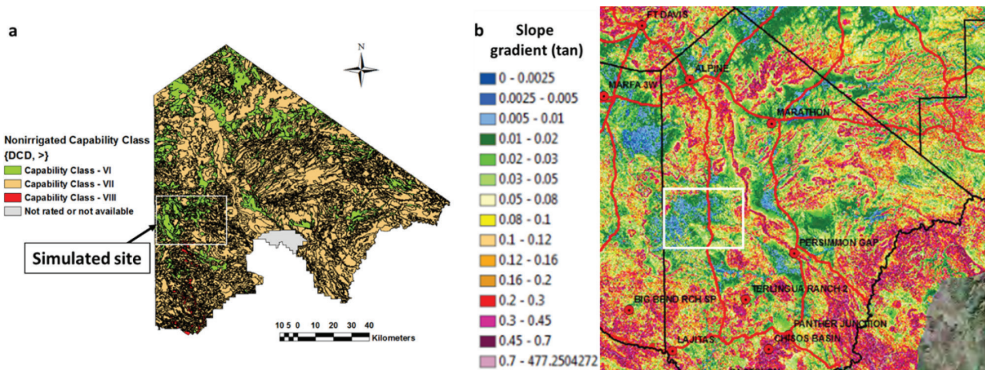 a
N
Nonirrigated Capability Class
{DCD, >}
Capability Class - VI
Capability Class - VII
Capability Class - VIII
Not rated or not available
Simulated site
10 5 0 10 20 30 40
Kilometers
b
Slope
gradient (tan)
0 - 0.0025
0.0025 - 0.005
0.005 - 0.01
0.01 - 0.02
0.02 - 0.03
0.03 - 0.05
0.05 - 0.08
0.08 - 0.1
0.1 - 0.12
0.12 - 0.16
0.16 - 0.2
0.2 - 0.3
0.3 - 0.45
0.45 - 0.7
0.7 - 477.2504272
FT DAVIS
ALPINE
MARFA 3W
MARATHON
PERSIMMON GAP
TERLINGUA RANCH 2
BIG BEND RCH SP
PANTHER JUNCTION
LAJITAS
CHISOS BASIN